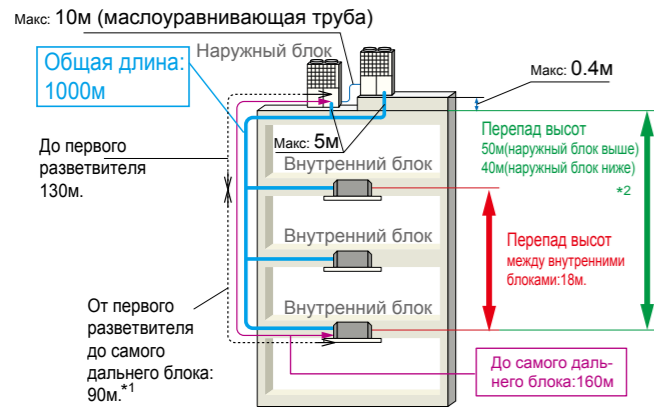 Макс: 10м (маслоуравнивающая труба)
Наружный блок
Общая длина:
1000м
Макс: 0.4м
До первого
разветвителя
130м.
Макс: 5м
Внутренний блок
Перепад высот
50м(наружный блок выше)
40м(наружный блок ниже)
*2
Внутренний блок
Перепад высот
между внутренними
блоками:18м.
От первого
разветвителя
до самого
дальнего блока:
90м.*1
Внутренний блок
До самого даль-
него блока:160м